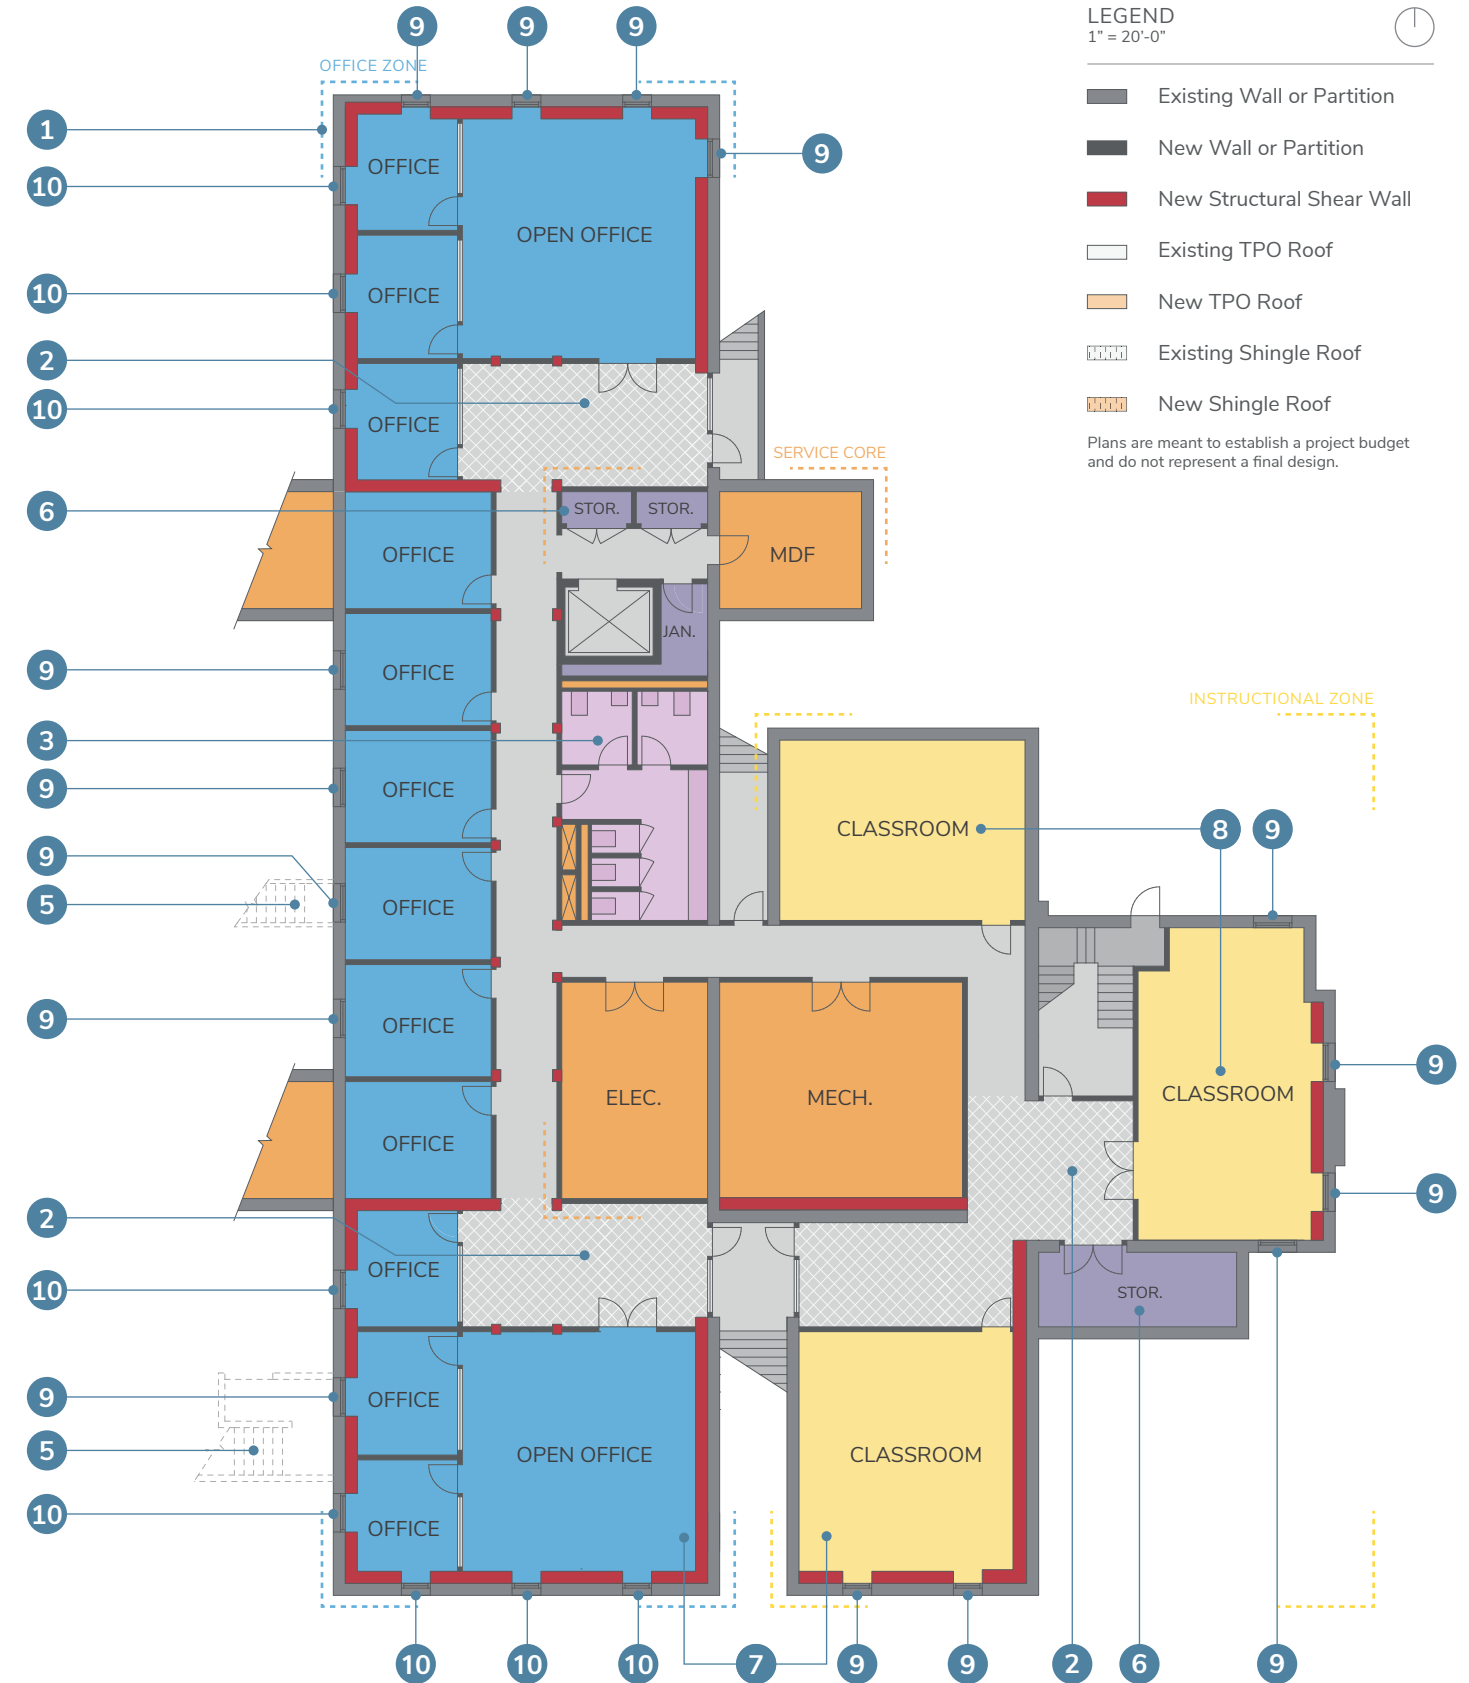 9
9
9
LEGEND
1" = 20'-0"
OFFICE ZONE
Existing Wall or Partition
1
OFFICE
New Wall or Partition
9
10
New Structural Shear Wall
OPEN OFFICE
Existing TPO Roof
10
OFFICE
New TPO Roof
2
Existing Shingle Roof
10
OFFICE
New Shingle Roof
Plans are meant to establish a project budget
and do not represent a final design.
SERVICE CORE
6
STOR.
STOR.
OFFICE
MDF
JAN.
9
OFFICE
INSTRUCTIONAL ZONE
3
9
OFFICE
CLASSROOM
8
9
9
5
OFFICE
9
OFFICE
9
ELEC.
MECH.
CLASSROOM
OFFICE
9
2
OFFICE
10
STOR.
9
OFFICE
5
OPEN OFFICE
CLASSROOM
10
OFFICE
10
10
10
7
9
9
2
6
9